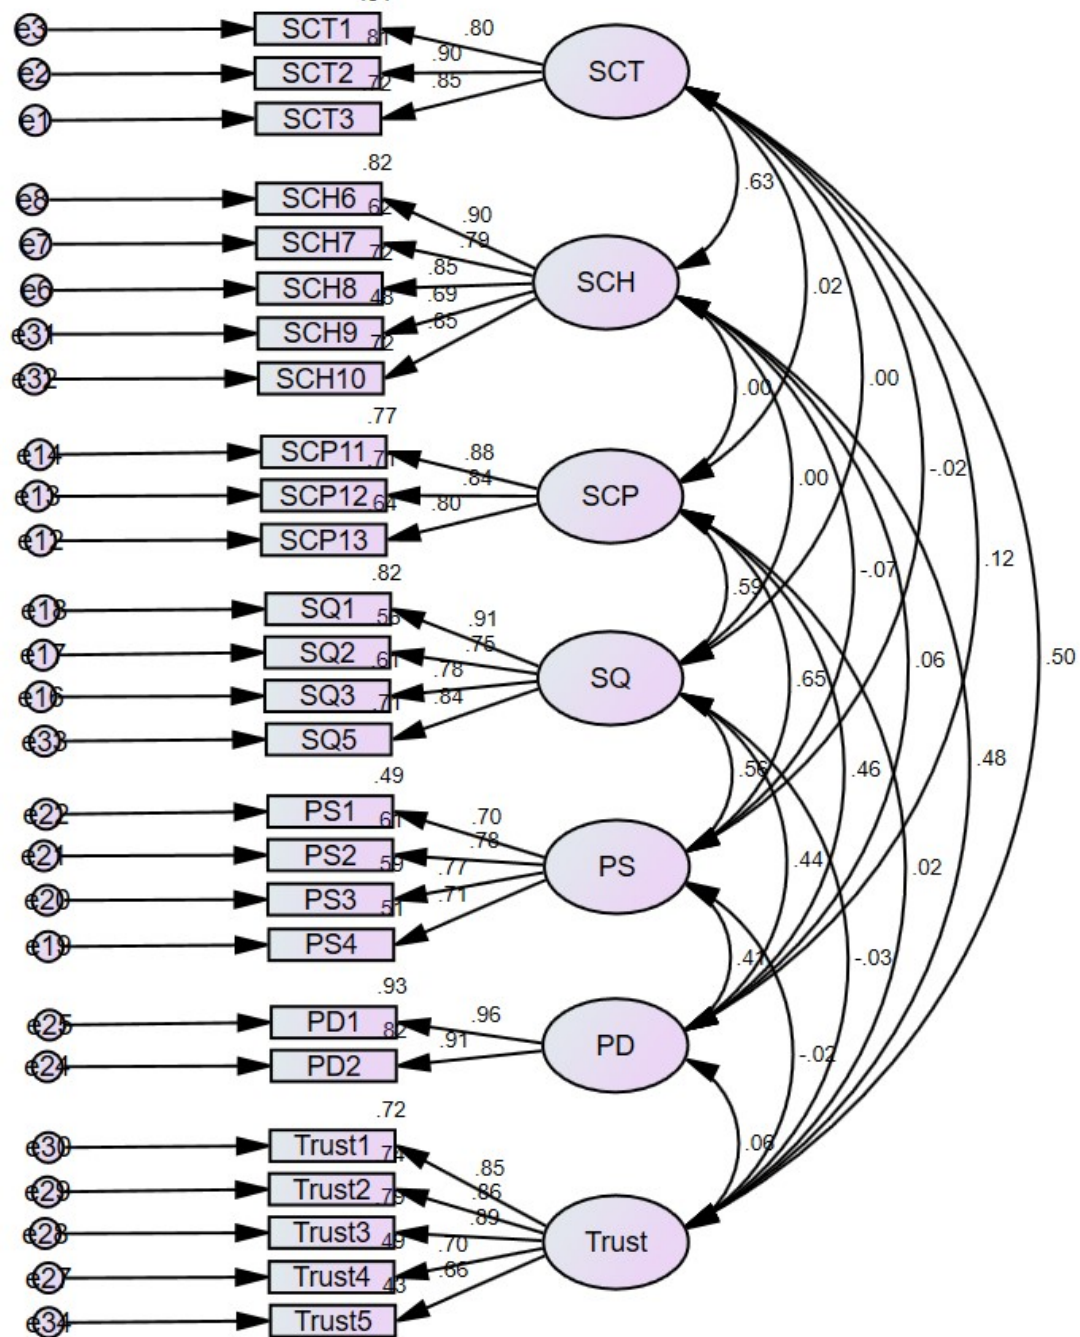 e3 SCT1 .81 .80
.90
e2 SCT2 .72 .85 SCT
e1 SCT3
.63
.82
e8 SCH6 .62 .90
.79
e7 SCH7 .72
.85
e6 SCH8 .48 .69 SCH .02
.85
e31 SCH9 .72
e32 SCH10 .00 .00
.77
e14 SCP11 .71 .88
.84 .00 -.02
e13 SCP12 .64 .80 SCP
e12 SCP13 .12
.82 .59 -.07
e18 SQ1 .56 .91
.75
e17 SQ2 .61 .78 SQ .65 .06 .50
e16 SQ3 .71 .84
e33 SQ5
.49 .56 .46 .48
e22 PS1 .61 .70
.78
e21 PS2 .59 .77 PS .44 .02
e20 PS3 .51 .71
e19 PS4 .41 -.03
.93
e25 PD1 .82 .96
.91 PD -.02
e24 PD2
.72
e30 Trust1 .74 .85 .06
e29 Trust2 .79 .86
.89
e28 Trust3 .49 .70 Trust
e27 Trust4 .43 .66
e34 Trust5